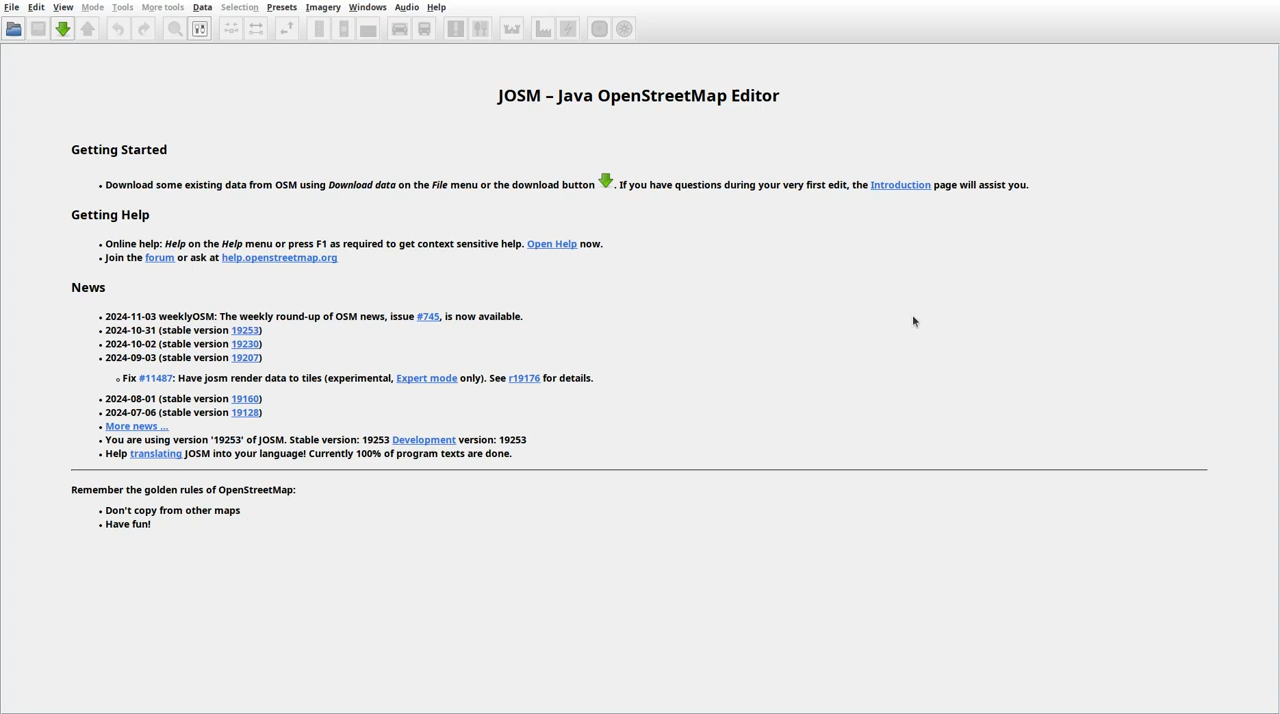 File Edit View Mode Tools More tools Data Selection Presets Imagery Windows Audio Help
JOSM – Java OpenStreetMap Editor
Getting Started
• Download some existing data from OSM using Download data on the File menu or the download button . If you have questions during your very first edit, the Introduction page will assist you.
Getting Help
• Online help: Help on the Help menu or press F1 as required to get context sensitive help. Open Help now.
• Join the forum or ask at help.openstreetmap.org
News
• 2024-11-03 weeklyOSM: The weekly round-up of OSM news, issue #745, is now available.
• 2024-10-31 (stable version 19253)
• 2024-10-02 (stable version 19230)
• 2024-09-03 (stable version 19207)
◦ Fix #11487: Have josm render data to tiles (experimental, Expert mode only). See r19176 for details.
• 2024-08-01 (stable version 19160)
• 2024-07-06 (stable version 19128)
• More news ...
• You are using version '19253' of JOSM. Stable version: 19253 Development version: 19253
• Help translating JOSM into your language! Currently 100% of program texts are done.
Remember the golden rules of OpenStreetMap:
• Don't copy from other maps
• Have fun!